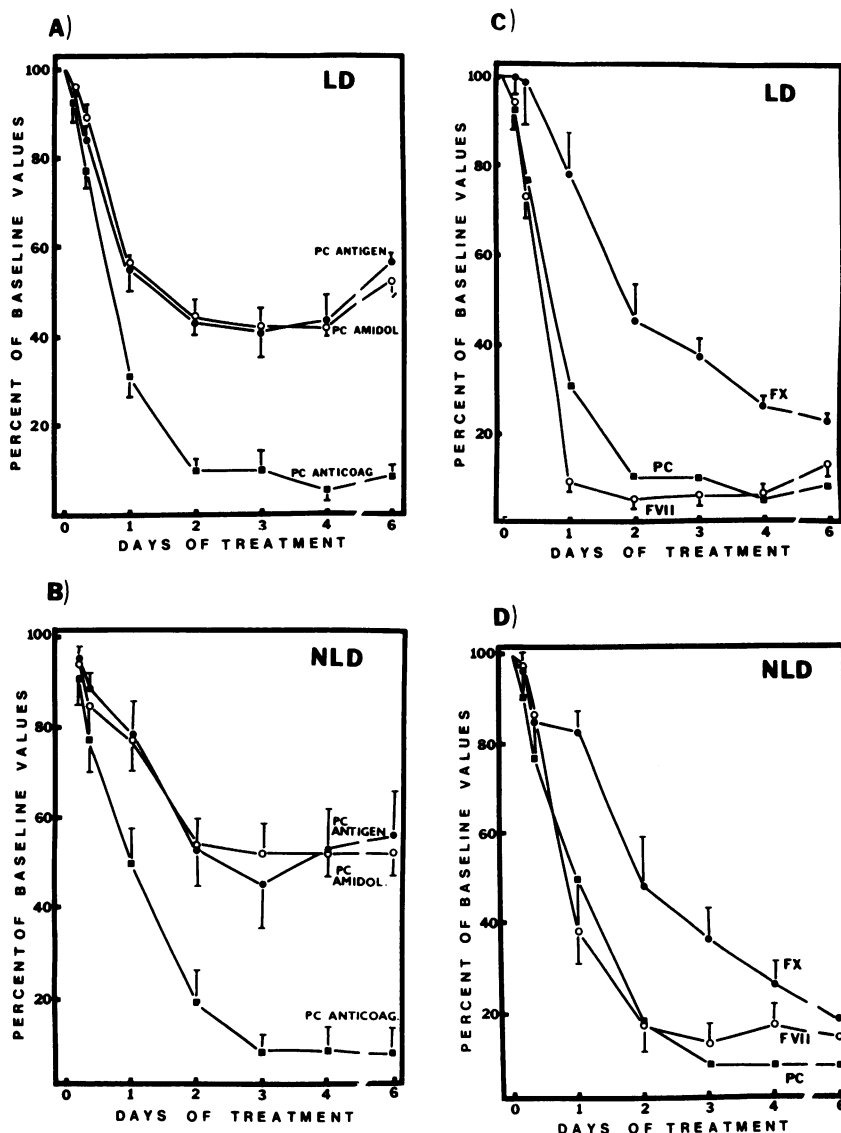 A)
LD
100
80
60
40
20
PERCENT OF BASELINE VALUES
PC ANTIGEN
PC AMIDOL
PC ANTICOAG
0 1 2 3 4 6
DAYS OF TREATMENT
B)
NLD
100
80
60
40
20
PERCENT OF BASELINE VALUES
PC
ANTIGEN
PC
AMIDOL.
PC ANTICOAG.
0 1 2 3 4 6
DAYS OF TREATMENT
C)
LD
100
80
60
40
20
PERCENT OF BASELINE VALUES
FX
PC
FVII
0 1 2 3 4 6
DAYS OF TREATMENT
D)
NLD
100
80
60
40
20
PERCENT OF BASELINE VALUES
FX
FVII
PC
0 1 2 3 4 6
DAYS OF TREATMENT